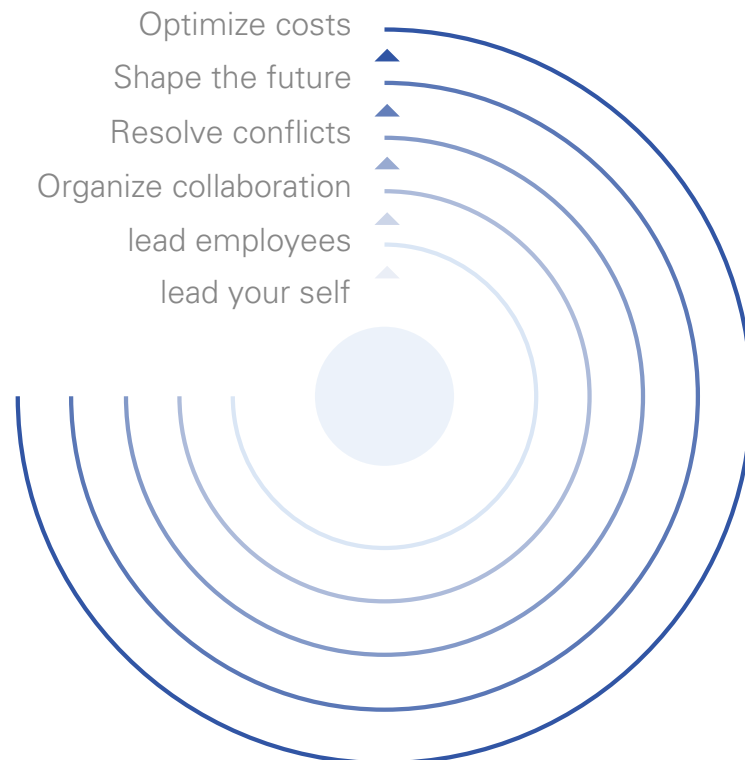 Optimize costs
Shape the future
Resolve conflicts
Organize collaboration
lead employees
lead your self